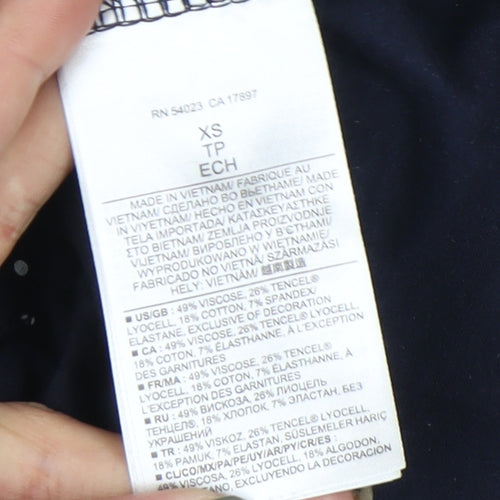 RN 54023 CA 17897
XS
TP
ECH
MADE IN VIETNAM/ FABRIQUE AU
VIETNAM/ СДЕЛАНО ВО ВЬЕТНАМЕ/ MADE
IN VIYETNAM/ HECHO EN VIETNAM CON
TELA IMPORTADA/ ΚΑΤΑΣΚΕΥΑΣΤΗΚΕ
ΣΤΟ ΒΙΕΤΝΑΜ/ ZEMLJA PROIZVODNJE
VIJETNAM/ ВИРОБЛЕНО У В'ЄТНАМІ/
WYPRODUKOWANO W WIETNAMIE/
FABRICADO NO VIETNÃ/ SZÁRMAZÁSI
HELY: VIETNAM/
US/GB : 49% VISCOSE, 26% TENCEL®
LYOCELL, 18% COTTON, 7% SPANDEX/
ELASTANE, EXCLUSIVE OF DECORATION
CA : 49% VISCOSE, 26% TENCEL® LYOCELL,
18% COTON, 7% ÉLASTHANNE, À L'EXCEPTION
DES GARNITURES
FR/MA : 49% VISCOSE, 26% TENCEL®
LYOCELL, 18% COTON, 7% ÉLASTHANNE, À
L'EXCEPTION DES GARNITURES
RU : 49% ВИСКОЗА, 26% ЛИОЦЕЛЬ
ТЕНЦЕЛ®, 18% ХЛОПОК, 7% ЭЛАСТАН, БЕЗ
УКРАШЕНИЙ
TR : 49% VISKOZ, 26% TENCEL® LYOCELL,
18% PAMUK, 7% ELASTAN, SÜSLEMELER HARİÇ
CL/CO/MX/PA/PE/UY/AR/PY/CR/ES :
49% VISCOSA, 26% LYOCELL, 18% ALGODON,
EXCLUYENDO LA DECORACION